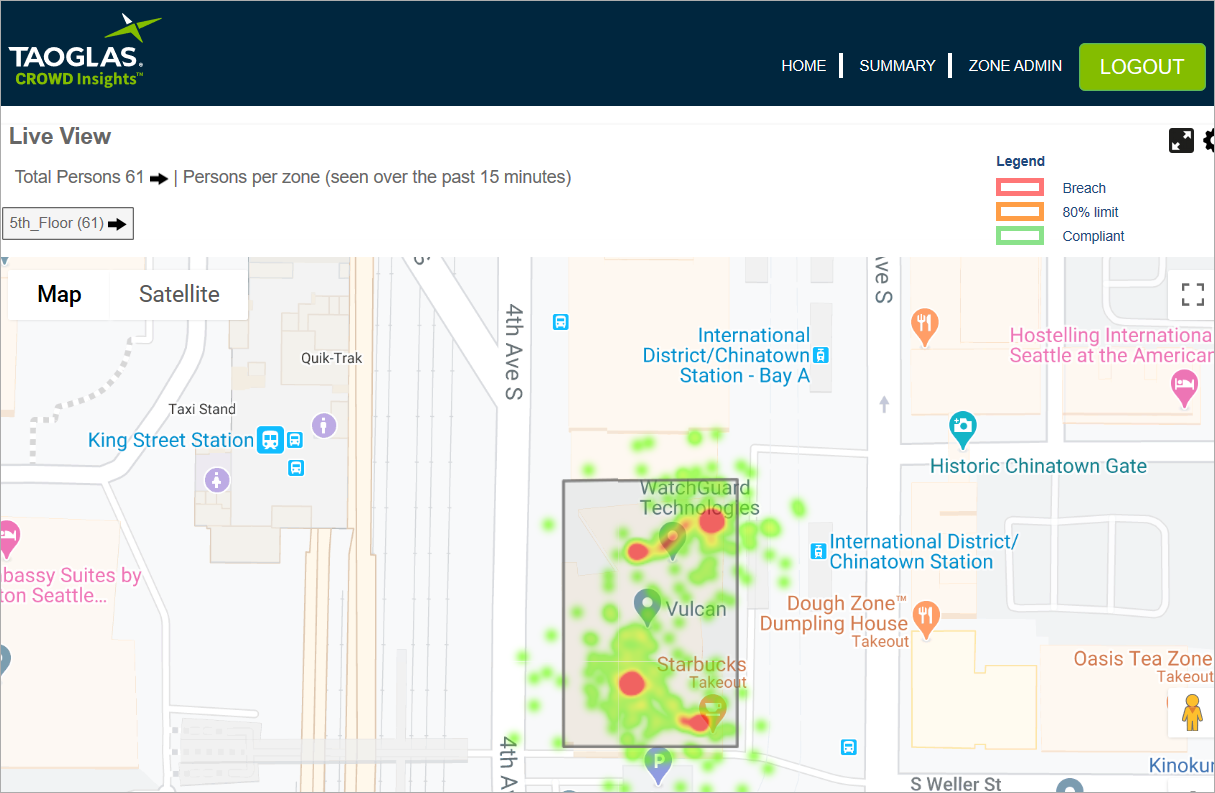 TAOGLAS.
CROWD Insights™
HOME
SUMMARY
ZONE ADMIN
LOGOUT
Live View
Total Persons 61 | Persons per zone (seen over the past 15 minutes)
Legend
Breach
80% limit
Compliant
5th_Floor (61)
Map
Satellite
S
4th Ave S
Ave S
International
District/Chinatown
Station - Bay A
Hostelling Internationa
Seattle at the American
Quik-Trak
Taxi Stand
King Street Station
Historic Chinatown Gate
WatchGuard
Technologies
International District/
Chinatown Station
bassy Suites by
ton Seattle...
Vulcan
Dough Zone™
Dumpling House
Takeout
Starbucks
Takeout
Oasis Tea Zone
Takeout
4th A
P
Kinokur
S Weller St